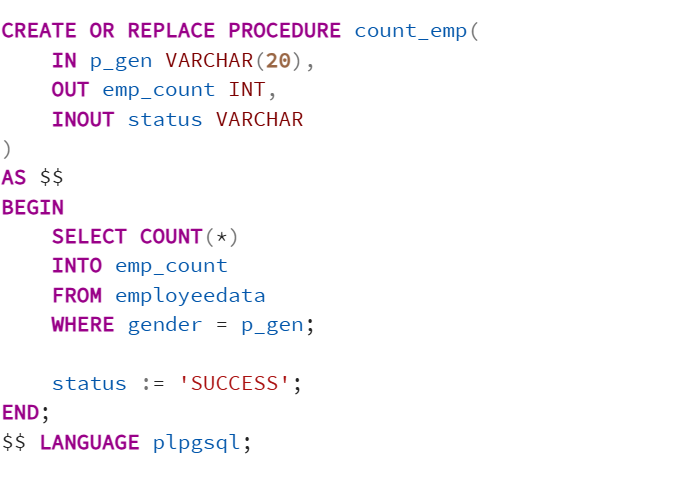 CREATE OR REPLACE PROCEDURE count_emp(
    IN p_gen VARCHAR(20),
    OUT emp_count INT,
    INOUT status VARCHAR
)
AS $$
BEGIN
    SELECT COUNT(*)
    INTO emp_count
    FROM employeedata
    WHERE gender = p_gen;

    status := 'SUCCESS';
END;
$$ LANGUAGE plpgsql;